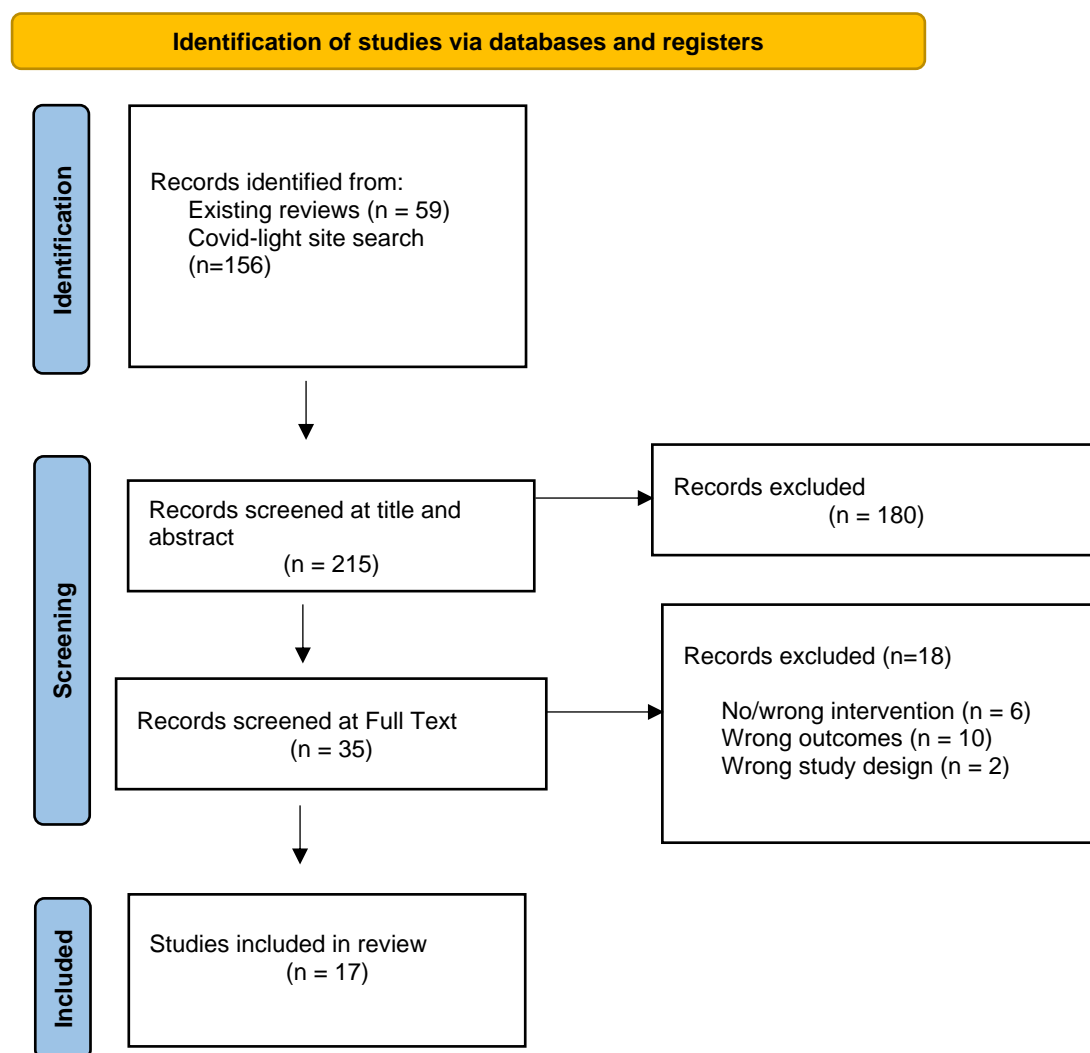 Identification of studies via databases and registers
Identification
Records identified from:
Existing reviews (n = 59)
Covid-light site search
(n=156)
Screening
Records screened at title and
abstract
(n = 215)
Records excluded
(n = 180)
Records screened at Full Text
(n = 35)
Records excluded (n=18)
No/wrong intervention (n = 6)
Wrong outcomes (n = 10)
Wrong study design (n = 2)
Included
Studies included in review
(n = 17)